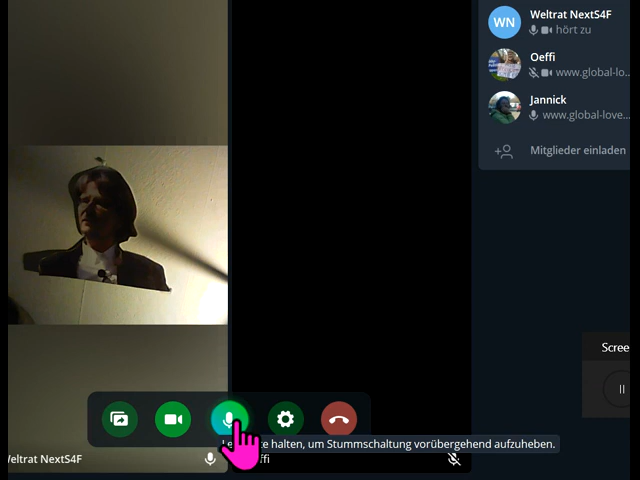 WN
Weltrat NextS4F
hört zu
Oeffi
www.global-lo...
Jannick
www.global-love...
Mitglieder einladen
Scree
halten, um Stummschaltung vorübergehend aufzuheben.
Weltrat NextS4F